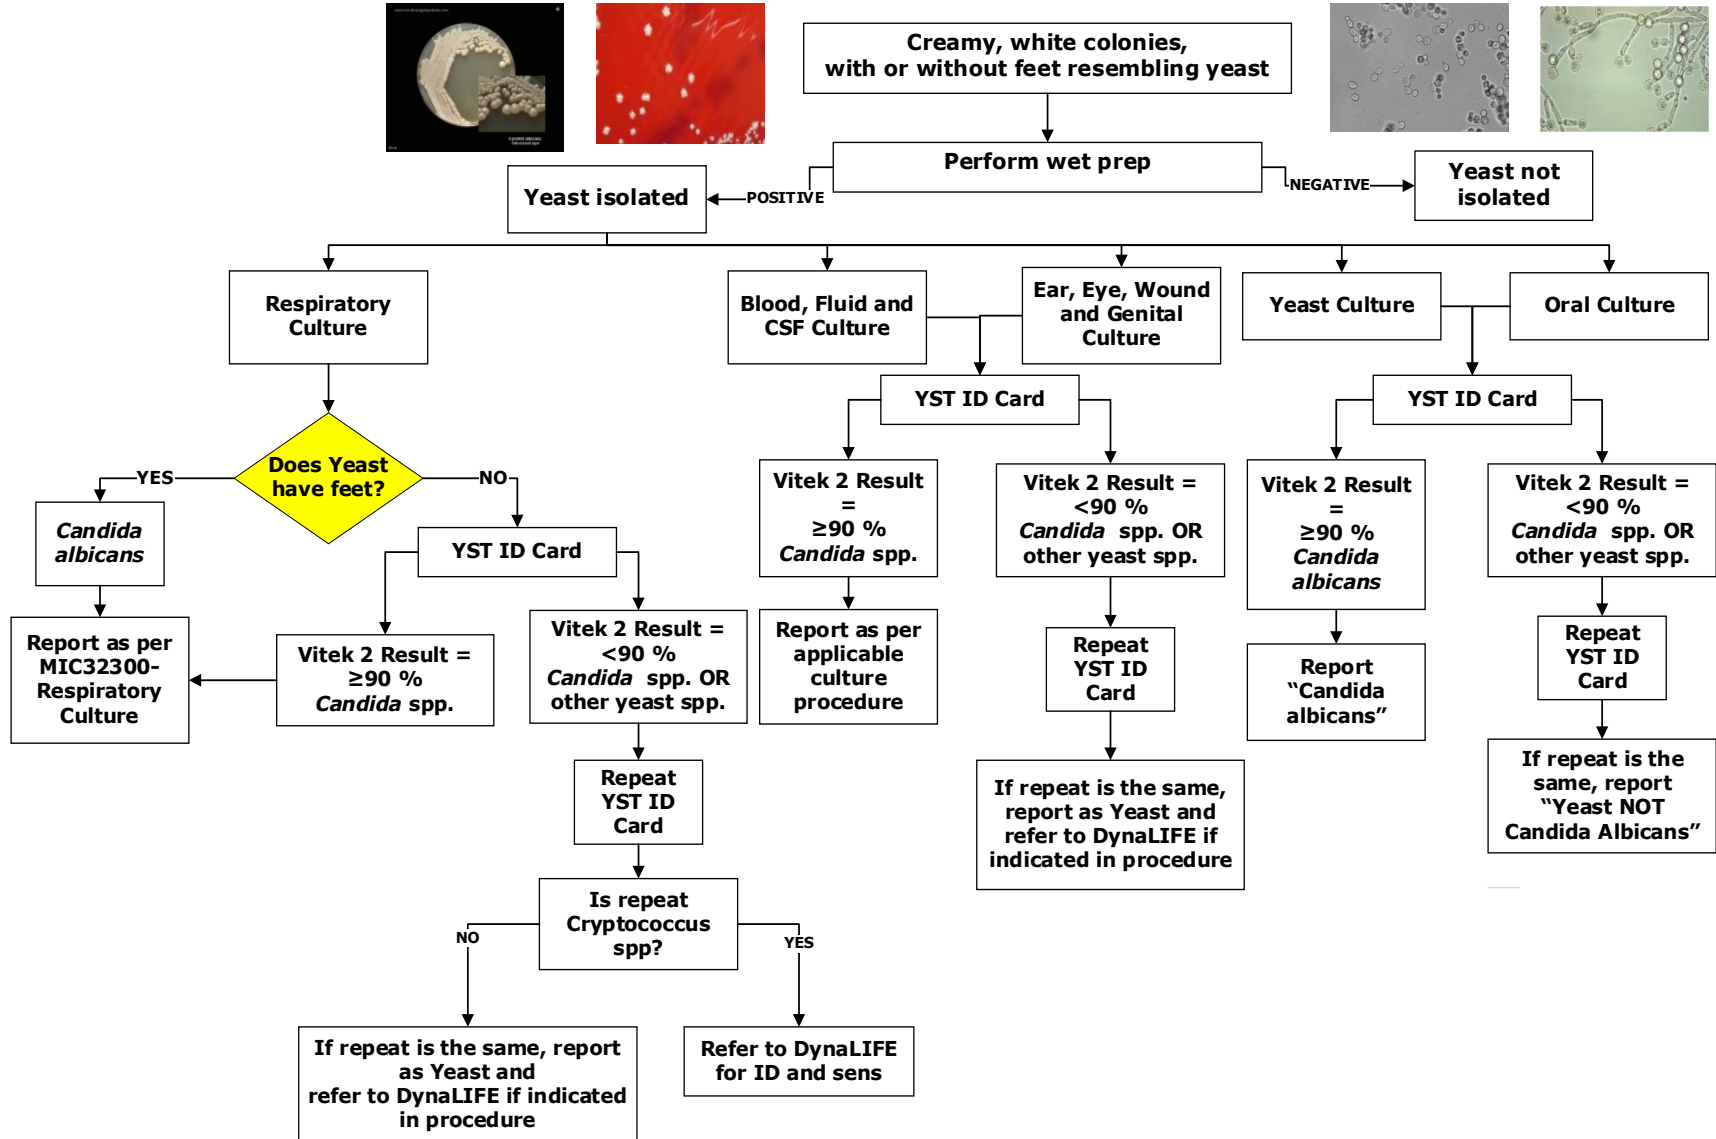 Creamy, white colonies,
with or without feet resembling yeast
Perform wet prep
POSITIVE
NEGATIVE
Yeast isolated
Yeast not
isolated
Respiratory
Culture
Blood, Fluid and
CSF Culture
Ear, Eye, Wound
and Genital
Culture
Yeast Culture
Oral Culture
Does Yeast
have feet?
YES
NO
Candida
albicans
YST ID Card
Report as per
MIC32300-
Respiratory
Culture
Vitek 2 Result =
≥90 %
Candida spp.
Vitek 2 Result =
<90 %
Candida spp. OR
other yeast spp.
Repeat
YST ID
Card
Is repeat
Cryptococcus
spp?
NO
YES
If repeat is the same, report
as Yeast and
refer to DynaLIFE if indicated
in procedure
Refer to DynaLIFE
for ID and sens
YST ID Card
Vitek 2 Result
=
≥90 %
Candida spp.
Report as per
applicable
culture
procedure
Vitek 2 Result =
<90 %
Candida spp. OR
other yeast spp.
Repeat
YST ID
Card
If repeat is the same,
report as Yeast and
refer to DynaLIFE if
indicated in procedure
YST ID Card
Vitek 2 Result
=
≥90 %
Candida
albicans
Report
“Candida
albicans”
Vitek 2 Result =
<90 %
Candida spp. OR
other yeast spp.
Repeat
YST ID
Card
If repeat is the
same, report
“Yeast NOT
Candida Albicans”